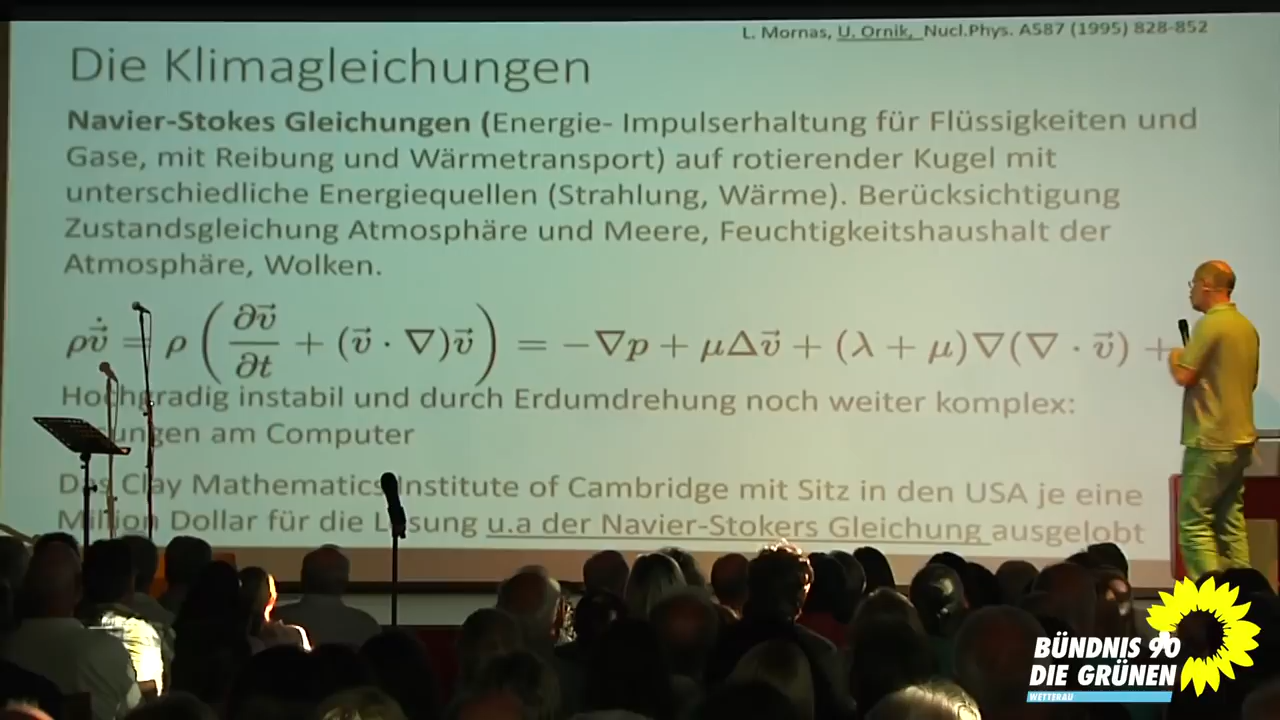 L. Mornas, U. Ornik, Nucl.Phys. A587 (1995) 828-852
Die Klimagleichungen
Navier-Stokes Gleichungen (Energie- Impulserhaltung für Flüssigkeiten und
Gase, mit Reibung und Wärmetransport) auf rotierender Kugel mit
unterschiedliche Energiequellen (Strahlung, Wärme). Berücksichtigung
Zustandsgleichung Atmosphäre und Meere, Feuchtigkeitshaushalt der
Atmosphäre, Wolken.
ρv⃗̇ = ρ (∂v⃗/∂t + (v⃗ · ∇)v⃗) = −∇p + μΔv⃗ + (λ + μ)∇(∇ · v⃗) +
Hochgradig instabil und durch Erdumdrehung noch weiter komplex:
am Computer
Das Clay Mathematics Institute of Cambridge mit Sitz in den USA je eine
Million Dollar für die Lösung u.a der Navier-Stokers Gleichung ausgelobt
BÜNDNIS 90
DIE GRÜNEN
WETTERAU